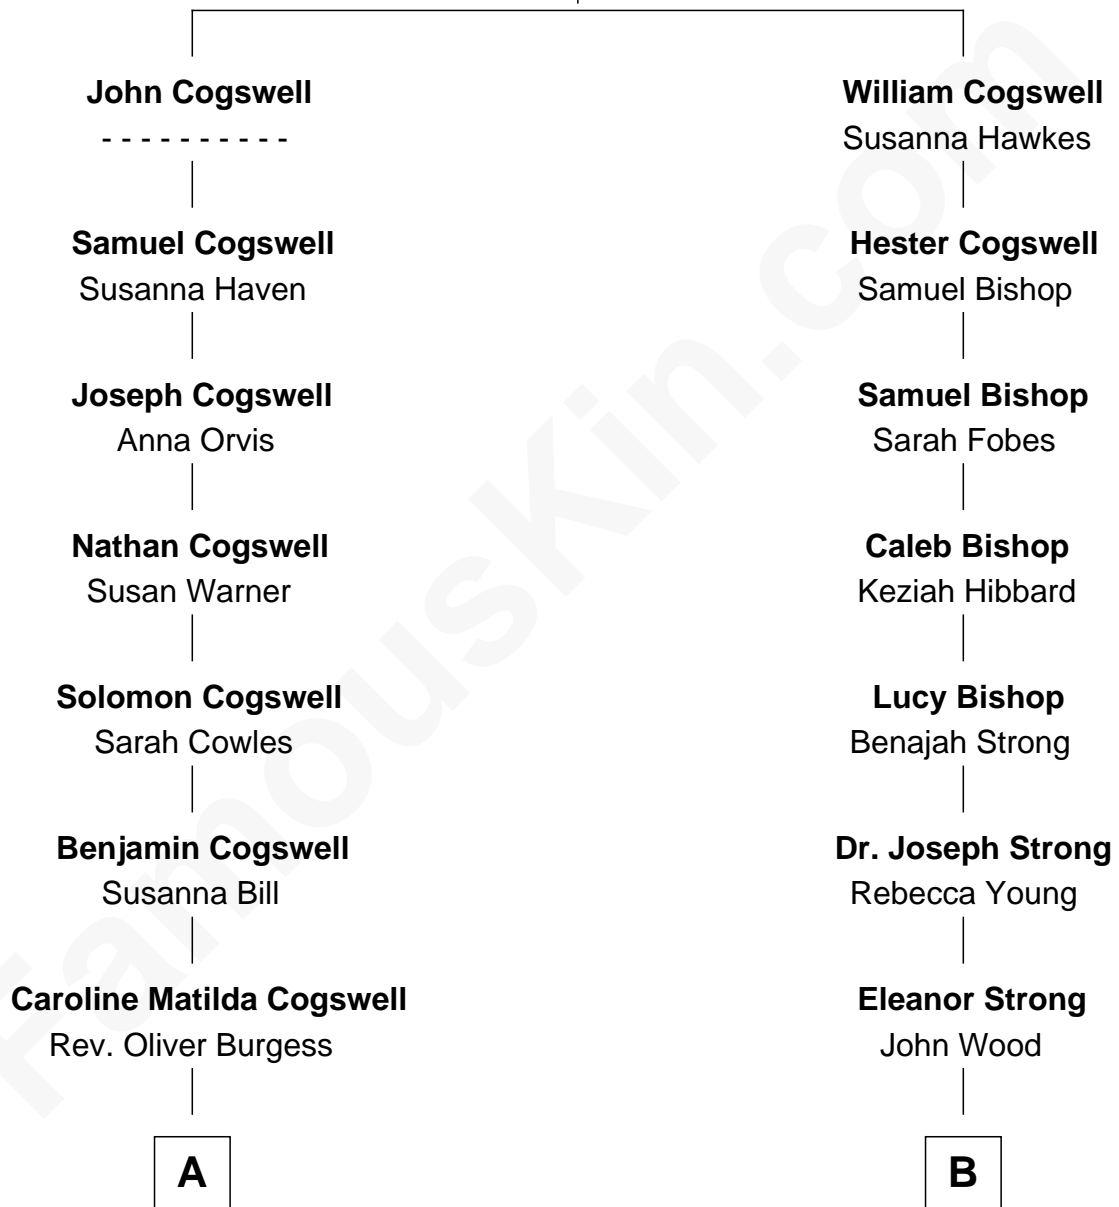 John Cogswell
- - - - - - - - - -
Samuel Cogswell
Susanna Haven
Joseph Cogswell
Anna Orvis
Nathan Cogswell
Susan Warner
Solomon Cogswell
Sarah Cowles
Benjamin Cogswell
Susanna Bill
Caroline Matilda Cogswell
Rev. Oliver Burgess
A
William Cogswell
Susanna Hawkes
Hester Cogswell
Samuel Bishop
Samuel Bishop
Sarah Fobes
Caleb Bishop
Keziah Hibbard
Lucy Bishop
Benajah Strong
Dr. Joseph Strong
Rebecca Young
Eleanor Strong
John Wood
B
FamousKin.com